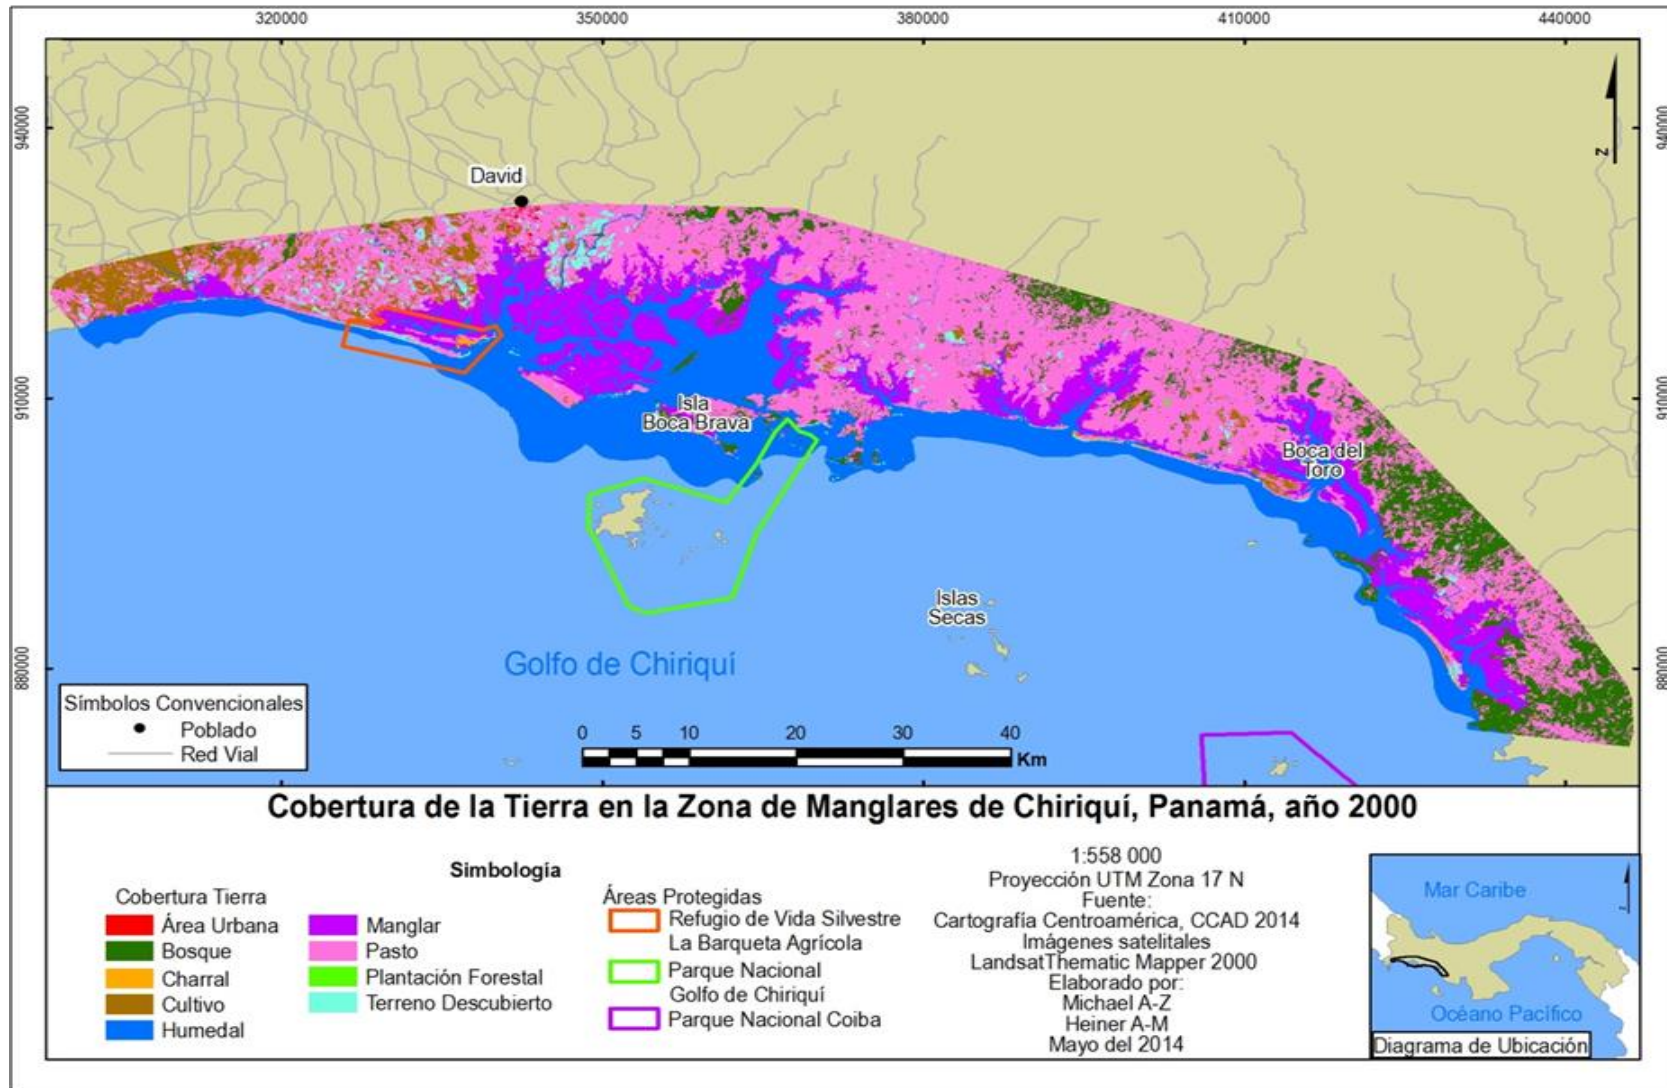 320000
350000
380000
410000
440000
940000
940000
Z
David
910000
910000
Isla
Boca Brava
Boca del
Toro
Islas
Secas
880000
880000
Golfo de Chiriquí
Símbolos Convencionales
Poblado
Red Vial
0 5 10 20 30 40
Km
Cobertura de la Tierra en la Zona de Manglares de Chiriquí, Panamá, año 2000
Simbología
Cobertura Tierra
Área Urbana
Bosque
Charral
Cultivo
Humedal
Manglar
Pasto
Plantación Forestal
Terreno Descubierto
Áreas Protegidas
Refugio de Vida Silvestre
La Barqueta Agrícola
Parque Nacional
Golfo de Chiriquí
Parque Nacional Coiba
1:558 000
Proyección UTM Zona 17 N
Fuente:
Cartografía Centroamérica, CCAD 2014
Imágenes satelitales
LandsatThematic Mapper 2000
Elaborado por:
Michael A-Z
Heiner A-M
Mayo del 2014
Mar Caribe
Océano Pacífico
Diagrama de Ubicación